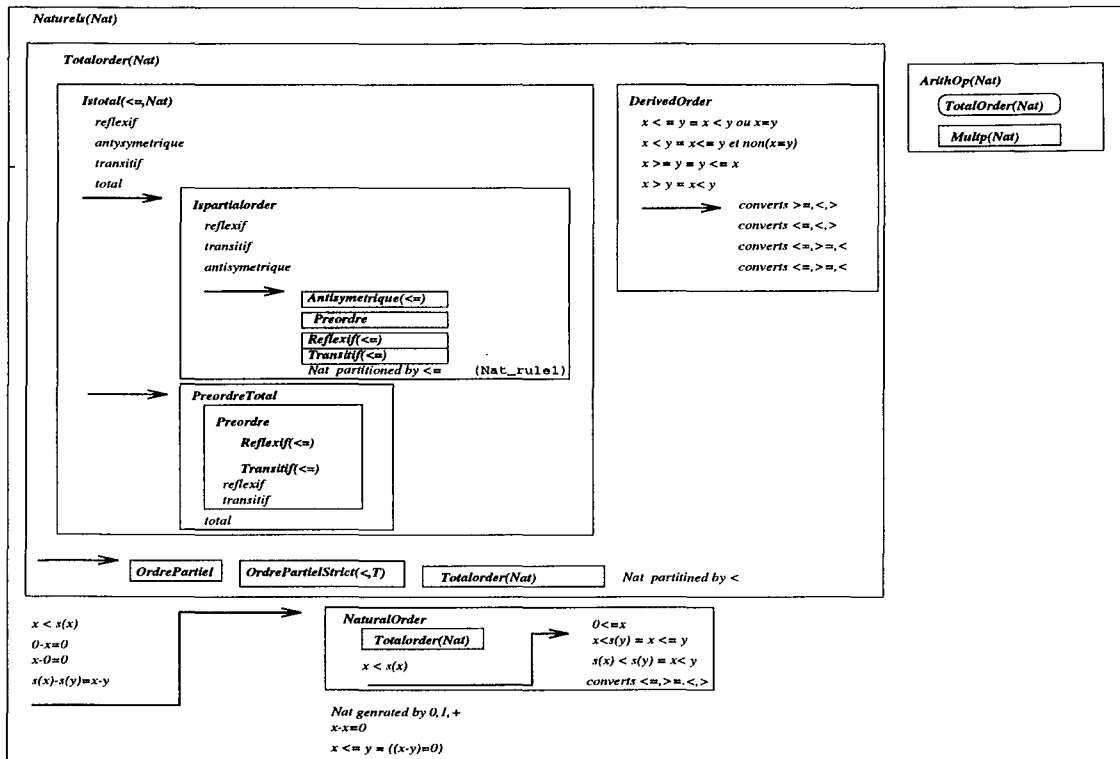 Naturels(Nat)
Totalorder(Nat)
Istotal(<=,Nat)
reflexif
antysymetrique
transitif
total
Ispartialorder
reflexif
transitif
antisymetrique
Antisymetrique(<=)
Preordre
Reflexif(<=)
Transitif(<=)
Nat partitioned by <= (Nat_rule1)
PreordreTotal
Preordre
Reflexif(<=)
Transitif(<=)
reflexif
transitif
total
DerivedOrder
x <= y = x < y ou x=y
x < y = x<= y et non(x=y)
x >= y = y <= x
x > y = x< y
converts >=,<,>
converts <=,<,>
converts <=,>=,<
converts <=,>=,<
ArithOp(Nat)
TotalOrder(Nat)
Multp(Nat)
OrdrePartiel
OrdrePartielStrict(<,T)
Totalorder(Nat)
Nat partitined by <
x < s(x)
0-x=0
x-0=0
s(x)-s(y)=x-y
NaturalOrder
Totalorder(Nat)
x < s(x)
0<=x
x<s(y) = x <= y
s(x) < s(y) = x< y
converts <=,>=.<,>
Nat genrated by 0,1,+
x-x=0
x <= y = ((x-y)=0)